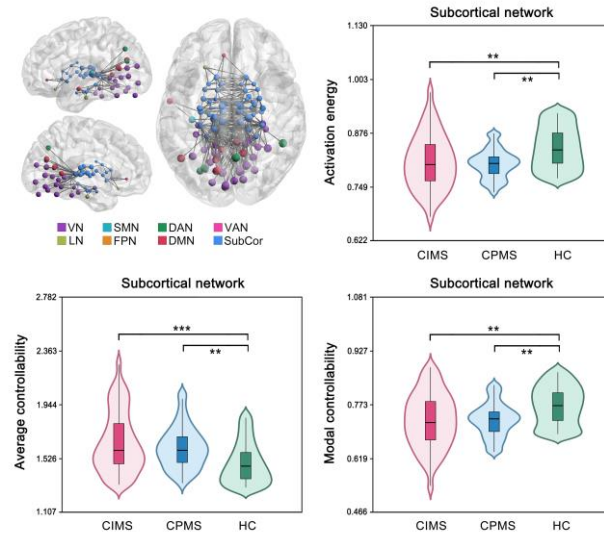 VN SMN DAN VAN
LN FPN DMN SubCor
Subcortical network
Activation energy
1.130
1.003
0.876
0.749
0.622
**
**
CIMS CPMS HC
Subcortical network
Average controllability
2.782
2.363
1.944
1.526
1.107
***
**
CIMS CPMS HC
Subcortical network
Modal controllability
1.081
0.927
0.773
0.619
0.466
**
**
CIMS CPMS HC